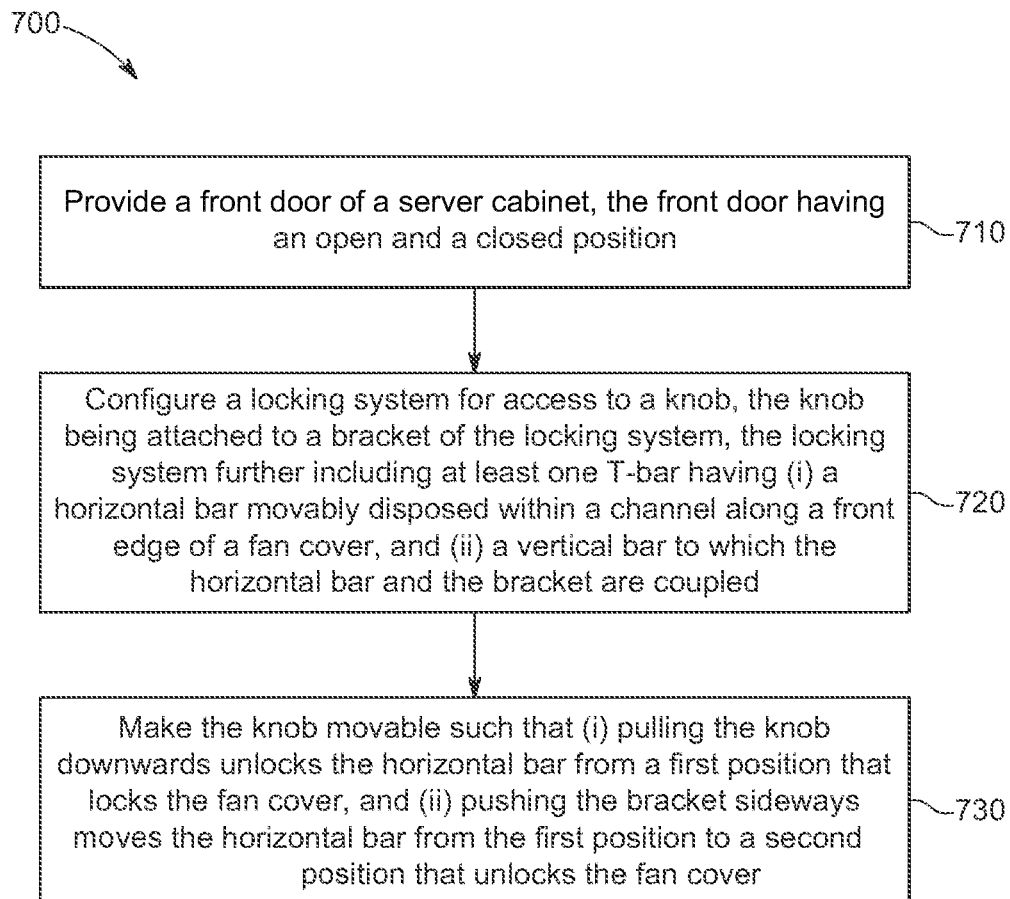 700
Provide a front door of a server cabinet, the front door having
an open and a closed position
710
Configure a locking system for access to a knob, the knob
being attached to a bracket of the locking system, the locking
system further including at least one T-bar having (i) a
horizontal bar movably disposed within a channel along a front
edge of a fan cover, and (ii) a vertical bar to which the
horizontal bar and the bracket are coupled
720
Make the knob movable such that (i) pulling the knob
downwards unlocks the horizontal bar from a first position that
locks the fan cover, and (ii) pushing the bracket sideways
moves the horizontal bar from the first position to a second
position that unlocks the fan cover
730